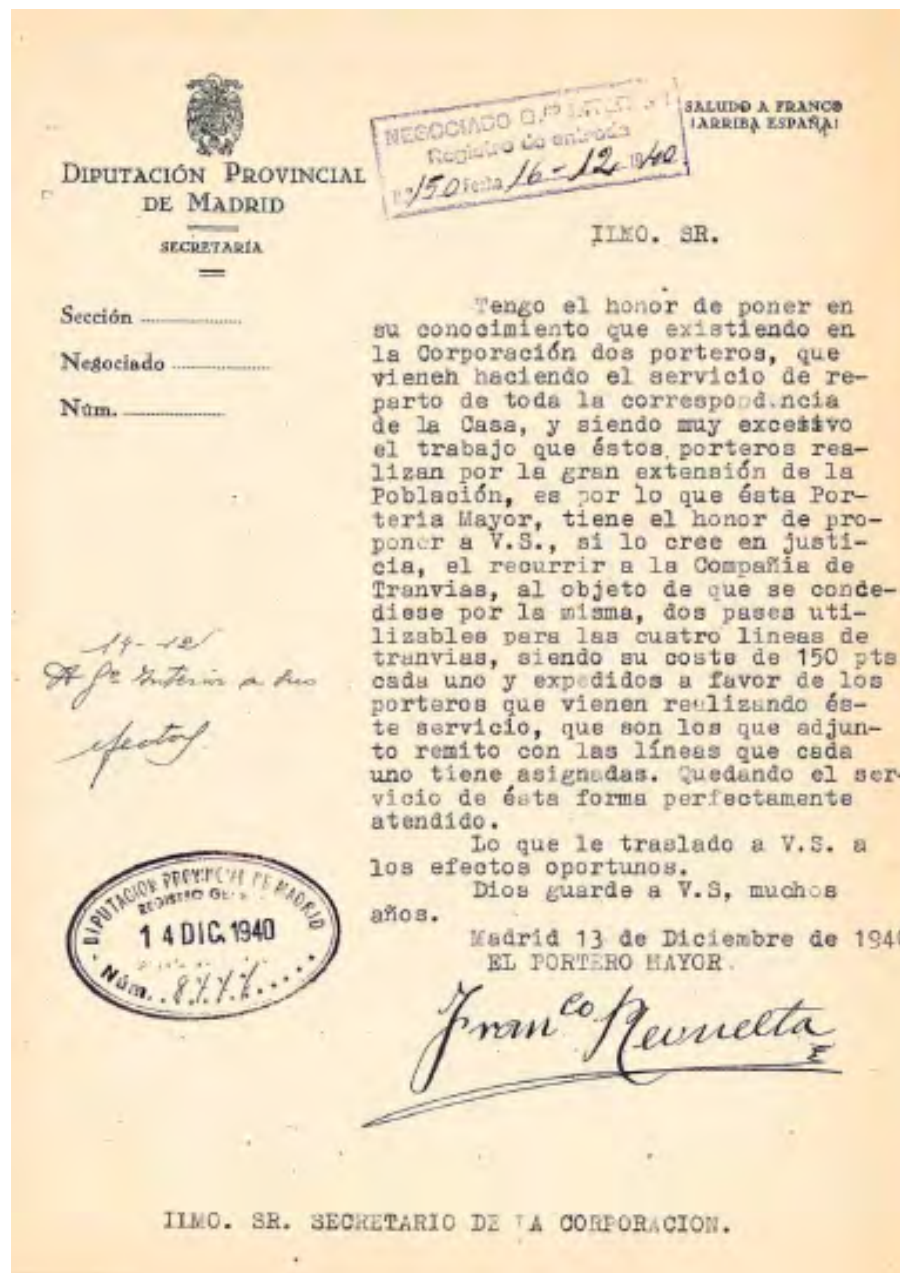 DIPUTACIÓN PROVINCIAL
DE MADRID
SECRETARÍA
Sección
Negociado
Núm.
NEGOCIADO
Registro de entrada
nº 150 Fecha 16-12 1940
SALUDO A FRANCO
¡ARRIBA ESPAÑA!
ILMO. SR.
Tengo el honor de poner en
su conocimiento que existiendo en
la Corporación dos porteros, que
vieneh haciendo el servicio de re-
parto de toda la correspond.ncia
de la Casa, y siendo muy excesivo
el trabajo que éstos porteros rea-
lizan por la gran extensión de la
Población, es por lo que ésta Por-
teria Mayor, tiene el honor de pro-
poner a V.S., si lo cree en justi-
cia, el recurrir a la Compañia de
Tranvias, al objeto de que se conde-
diese por la misma, dos pases uti-
lizables para las cuatro lineas de
tranvias, siendo su coste de 150 pts
cada uno y expedidos a favor de los
porteros que vienen realizando és-
te servicio, que son los que adjun-
to remito con las líneas que cada
uno tiene asignadas. Quedando el ser-
vicio de ésta forma perfectamente
atendido.
Lo que le traslado a V.S. a
los efectos oportunos.
Dios guarde a V.S, muchos
años.
Madrid 13 de Diciembre de 1940
EL PORTERO MAYOR.
Franco Revuelta
14-12
Interior a sus
efectos
DIPUTACION PROVINCIAL DE MADRID
REGISTRO
14 DIC. 1940
Núm.
ILMO. SR. SECRETARIO DE LA CORPORACION.